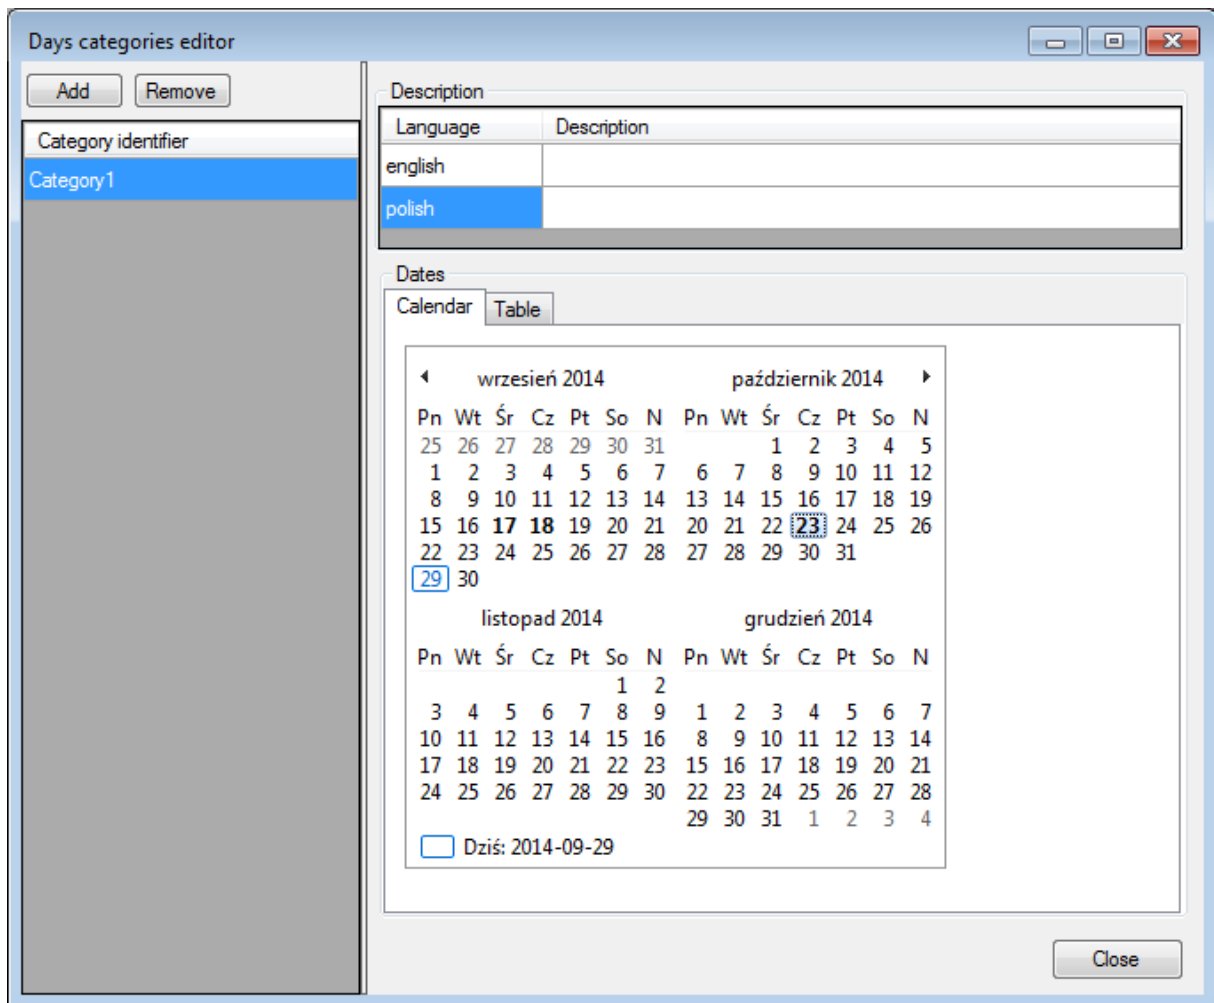 Days categories editor
Add Remove
Category identifier
Category1
Description
Language Description
english
polish
Dates
Calendar Table
wrzesień 2014 październik 2014
Pn Wt Śr Cz Pt So N Pn Wt Śr Cz Pt So N
25 26 27 28 29 30 31 1 2 3 4 5
1 2 3 4 5 6 7 6 7 8 9 10 11 12
8 9 10 11 12 13 14 13 14 15 16 17 18 19
15 16 17 18 19 20 21 20 21 22 23 24 25 26
22 23 24 25 26 27 28 27 28 29 30 31
29 30
listopad 2014 grudzień 2014
Pn Wt Śr Cz Pt So N Pn Wt Śr Cz Pt So N
1 2
3 4 5 6 7 8 9 1 2 3 4 5 6 7
10 11 12 13 14 15 16 8 9 10 11 12 13 14
17 18 19 20 21 22 23 15 16 17 18 19 20 21
24 25 26 27 28 29 30 22 23 24 25 26 27 28
29 30 31 1 2 3 4
Dziś: 2014-09-29
Close